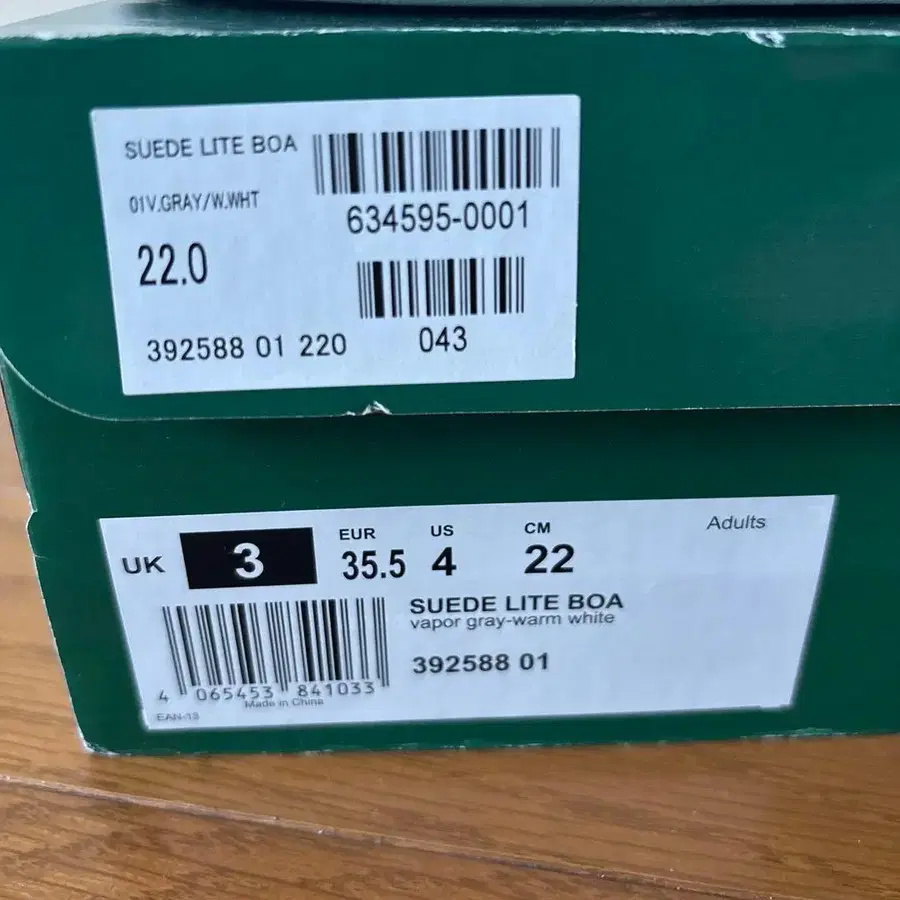 SUEDE LITE BOA
01V.GRAY/W.WHT
634595-0001
22.0
392588 01 220
043
UK 3
EUR 35.5
US 4
CM 22
Adults
SUEDE LITE BOA
vapor gray-warm white
392588 01
4 065453 841033
Made in China
EAN-13